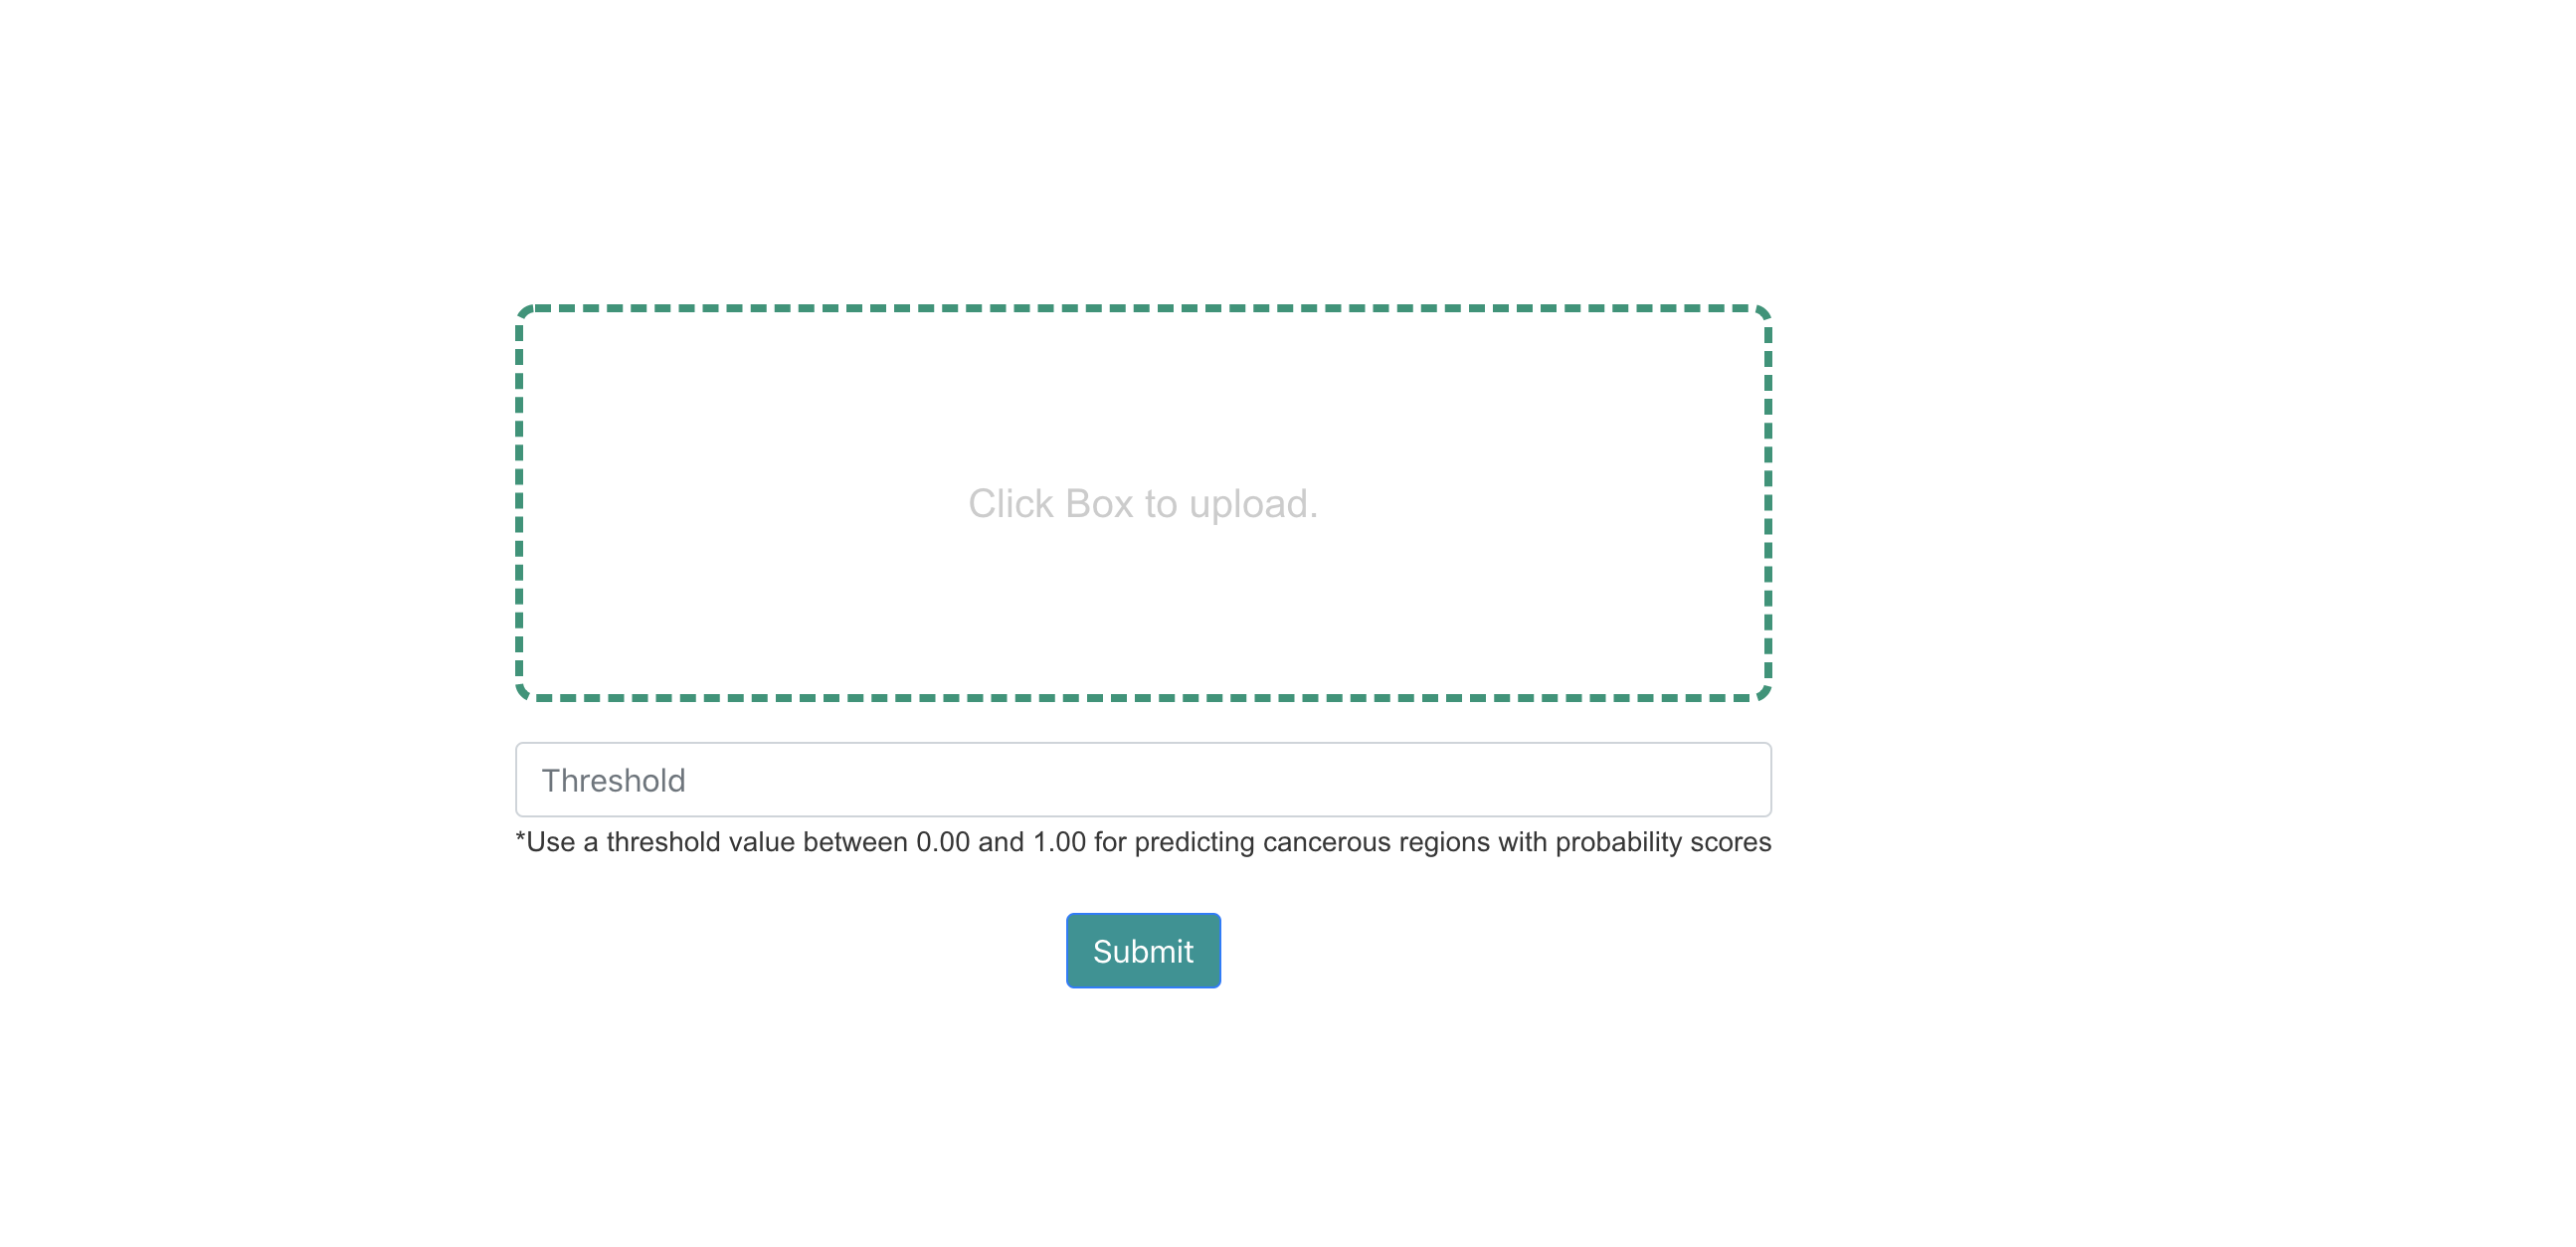 Click Box to upload.
Threshold
*Use a threshold value between 0.00 and 1.00 for predicting cancerous regions with probability scores
Submit